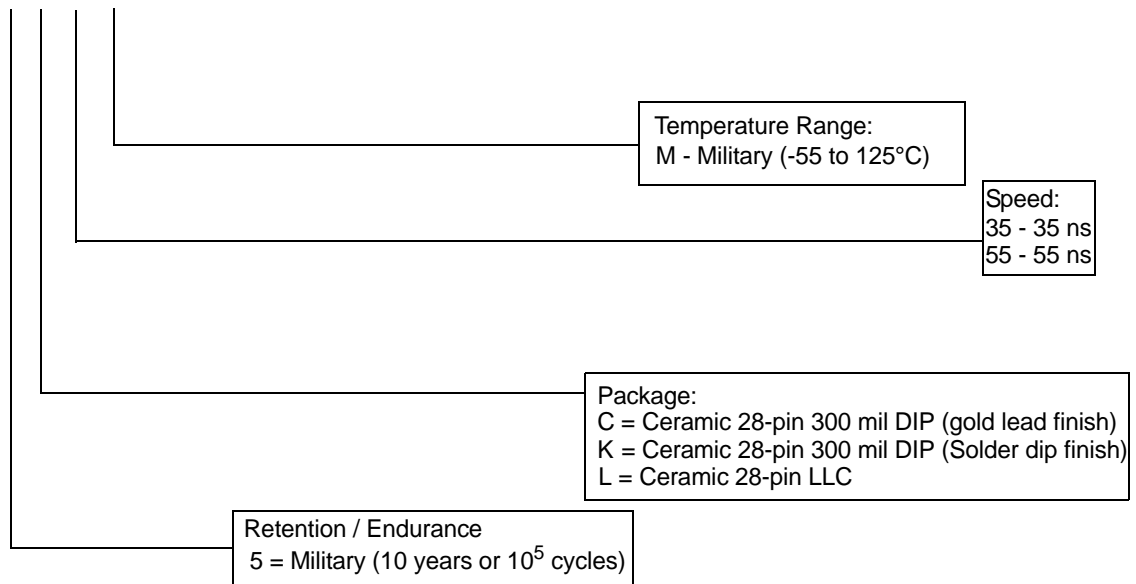 Temperature Range:
M - Military (-55 to 125°C)
Speed:
35 - 35 ns
55 - 55 ns
Package:
C = Ceramic 28-pin 300 mil DIP (gold lead finish)
K = Ceramic 28-pin 300 mil DIP (Solder dip finish)
L = Ceramic 28-pin LLC
Retention / Endurance
5 = Military (10 years or 10⁵ cycles)